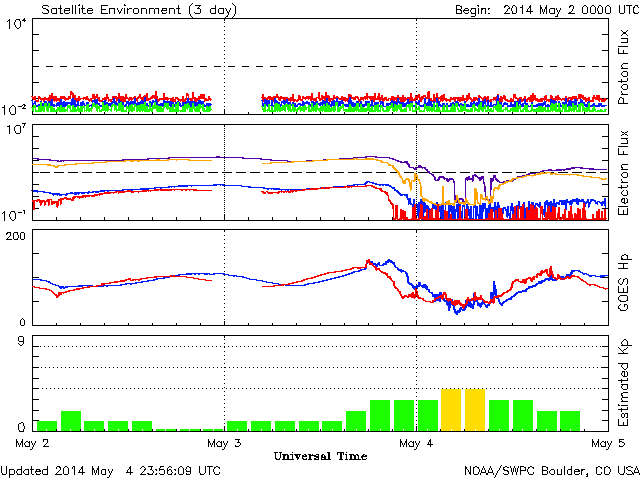 Satellite Environment (3 day) Begin: 2014 May 2 0000 UTC
10^4
10^-2
Proton Flux
10^7
10^-1
Electron Flux
200
0
GOES Hp
9
0
Estimated Kp
May 2 May 3 May 4 May 5
Universal Time
Updated 2014 May 4 23:56:09 UTC NOAA/SWPC Boulder, CO USA